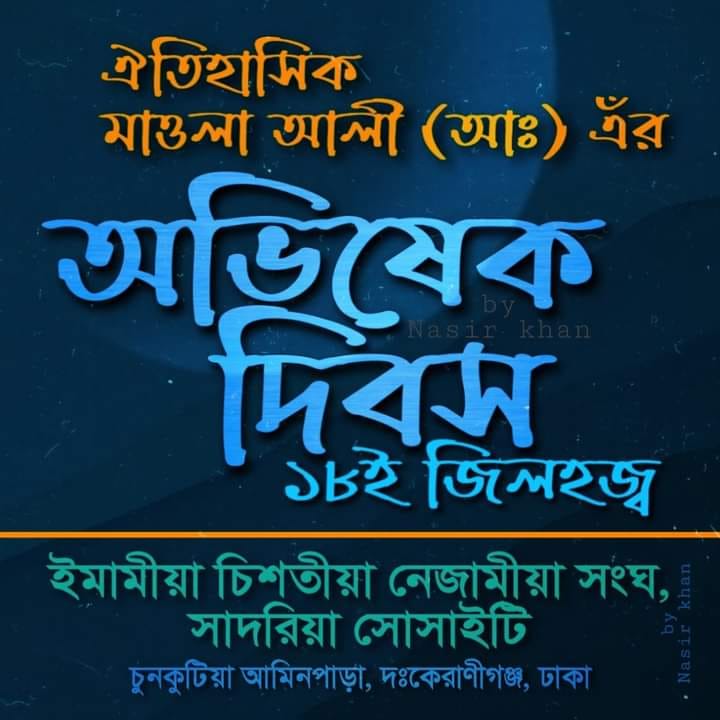 ঐতিহাসিক
মাওলা আলী (আঃ) এঁর
অভিষেক
দিবস
১৮ই জিলহজ্ব
by
Nasir khan
ইমামীয়া চিশতীয়া নেজামীয়া সংঘ,
সাদরিয়া সোসাইটি
চুনকুটিয়া আমিনপাড়া, দঃকেরাণীগঞ্জ, ঢাকা
by
Nasir khan